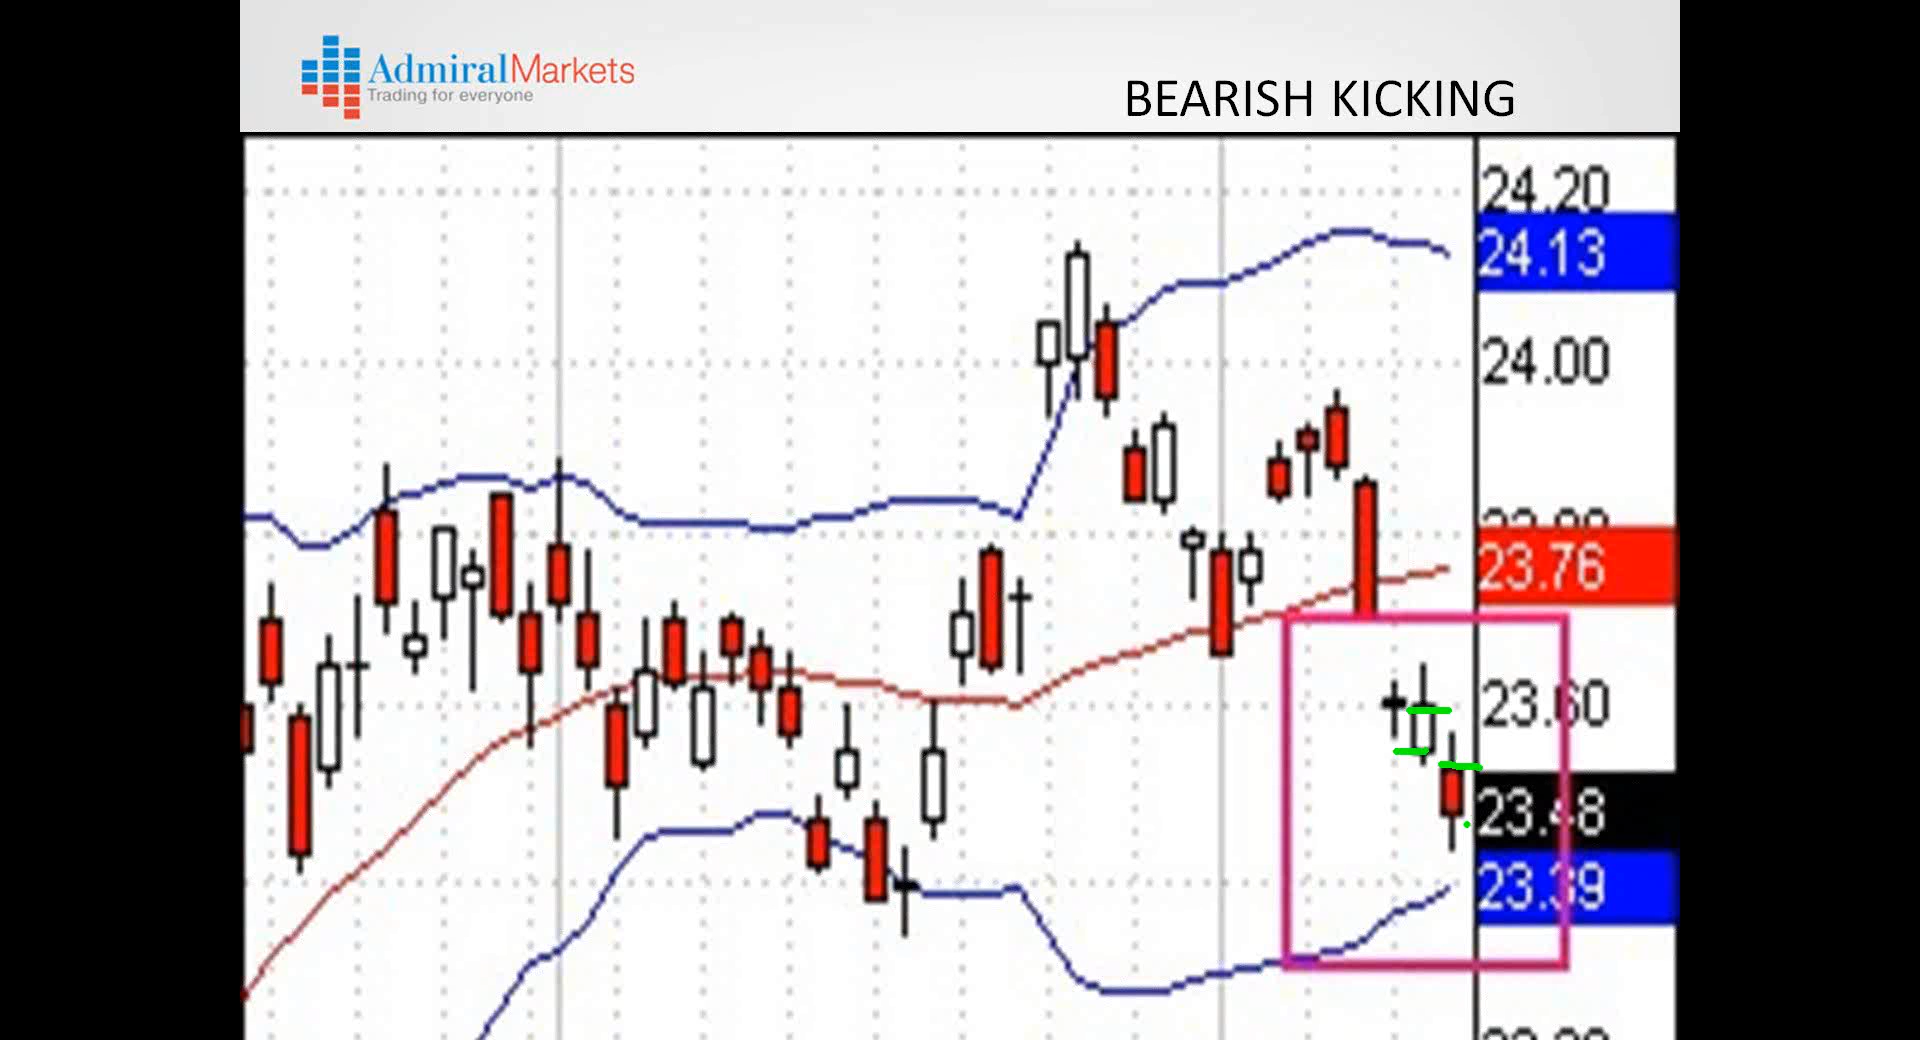 AdmiralMarkets
Trading for everyone
BEARISH KICKING
24.20
24.13
24.00
23.76
23.60
23.48
23.39